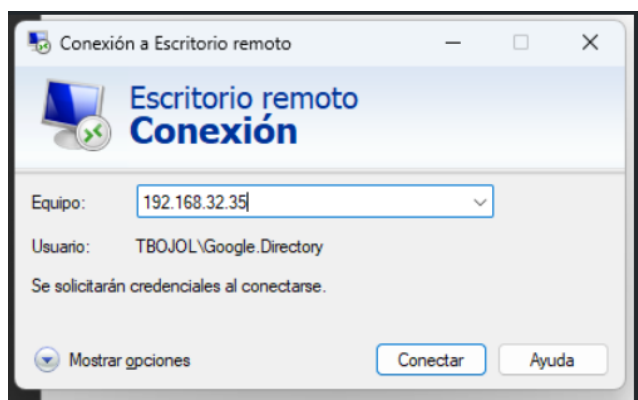 Conexión a Escritorio remoto
Escritorio remoto
Conexión
Equipo: 192.168.32.35
Usuario: TBOJOL\Google.Directory
Se solicitarán credenciales al conectarse.
Mostrar opciones Conectar Ayuda